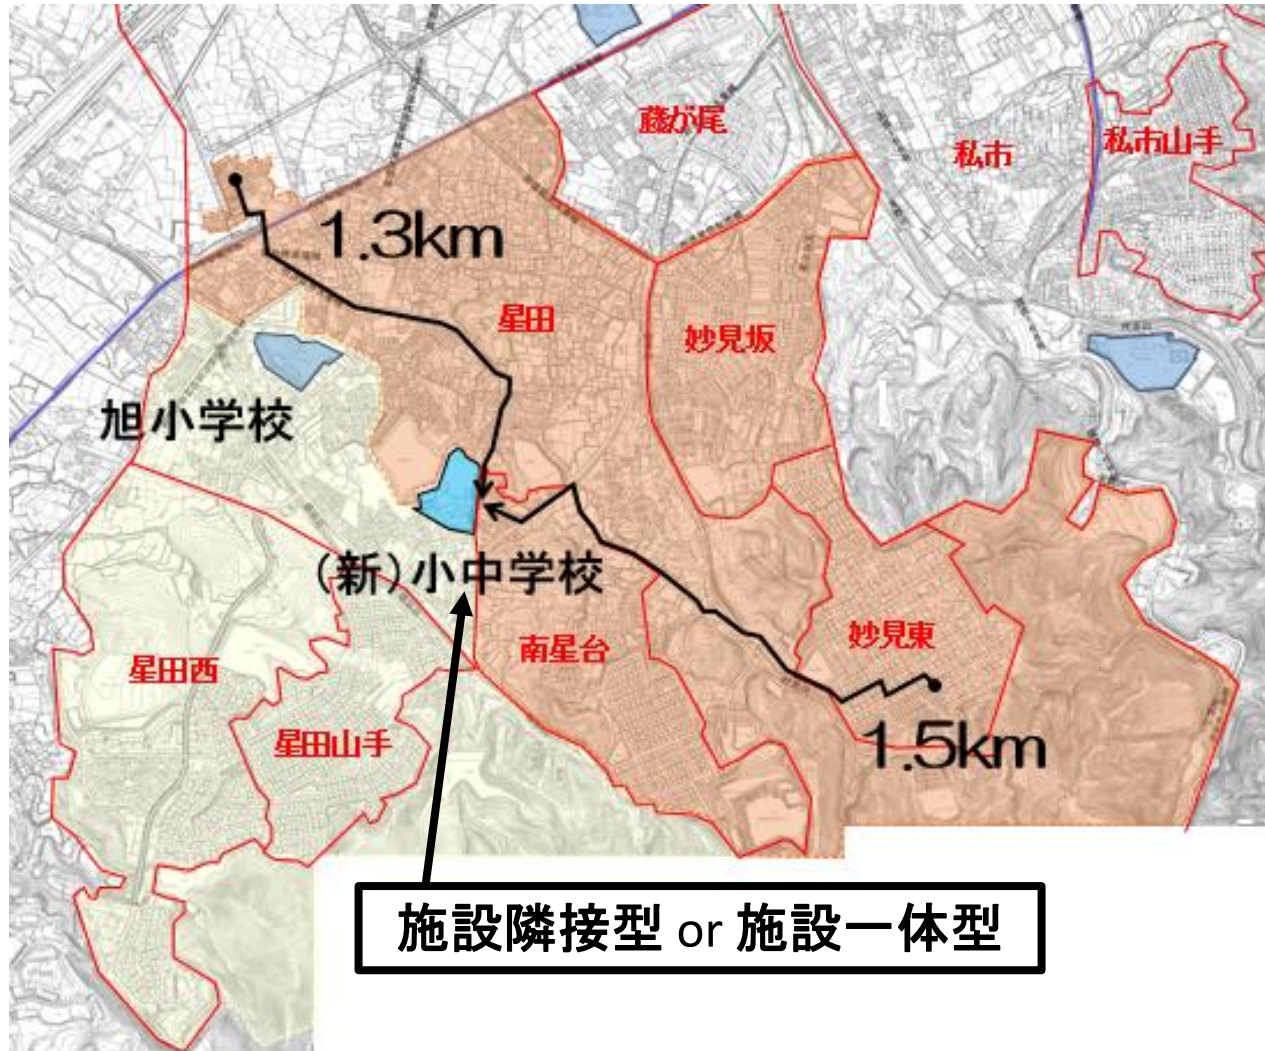 藤が尾
私市
私市山手
1.3km
星田
妙見坂
旭小学校
(新)小中学校
南星台
妙見東
星田西
星田山手
1.5km
施設隣接型 or 施設一体型